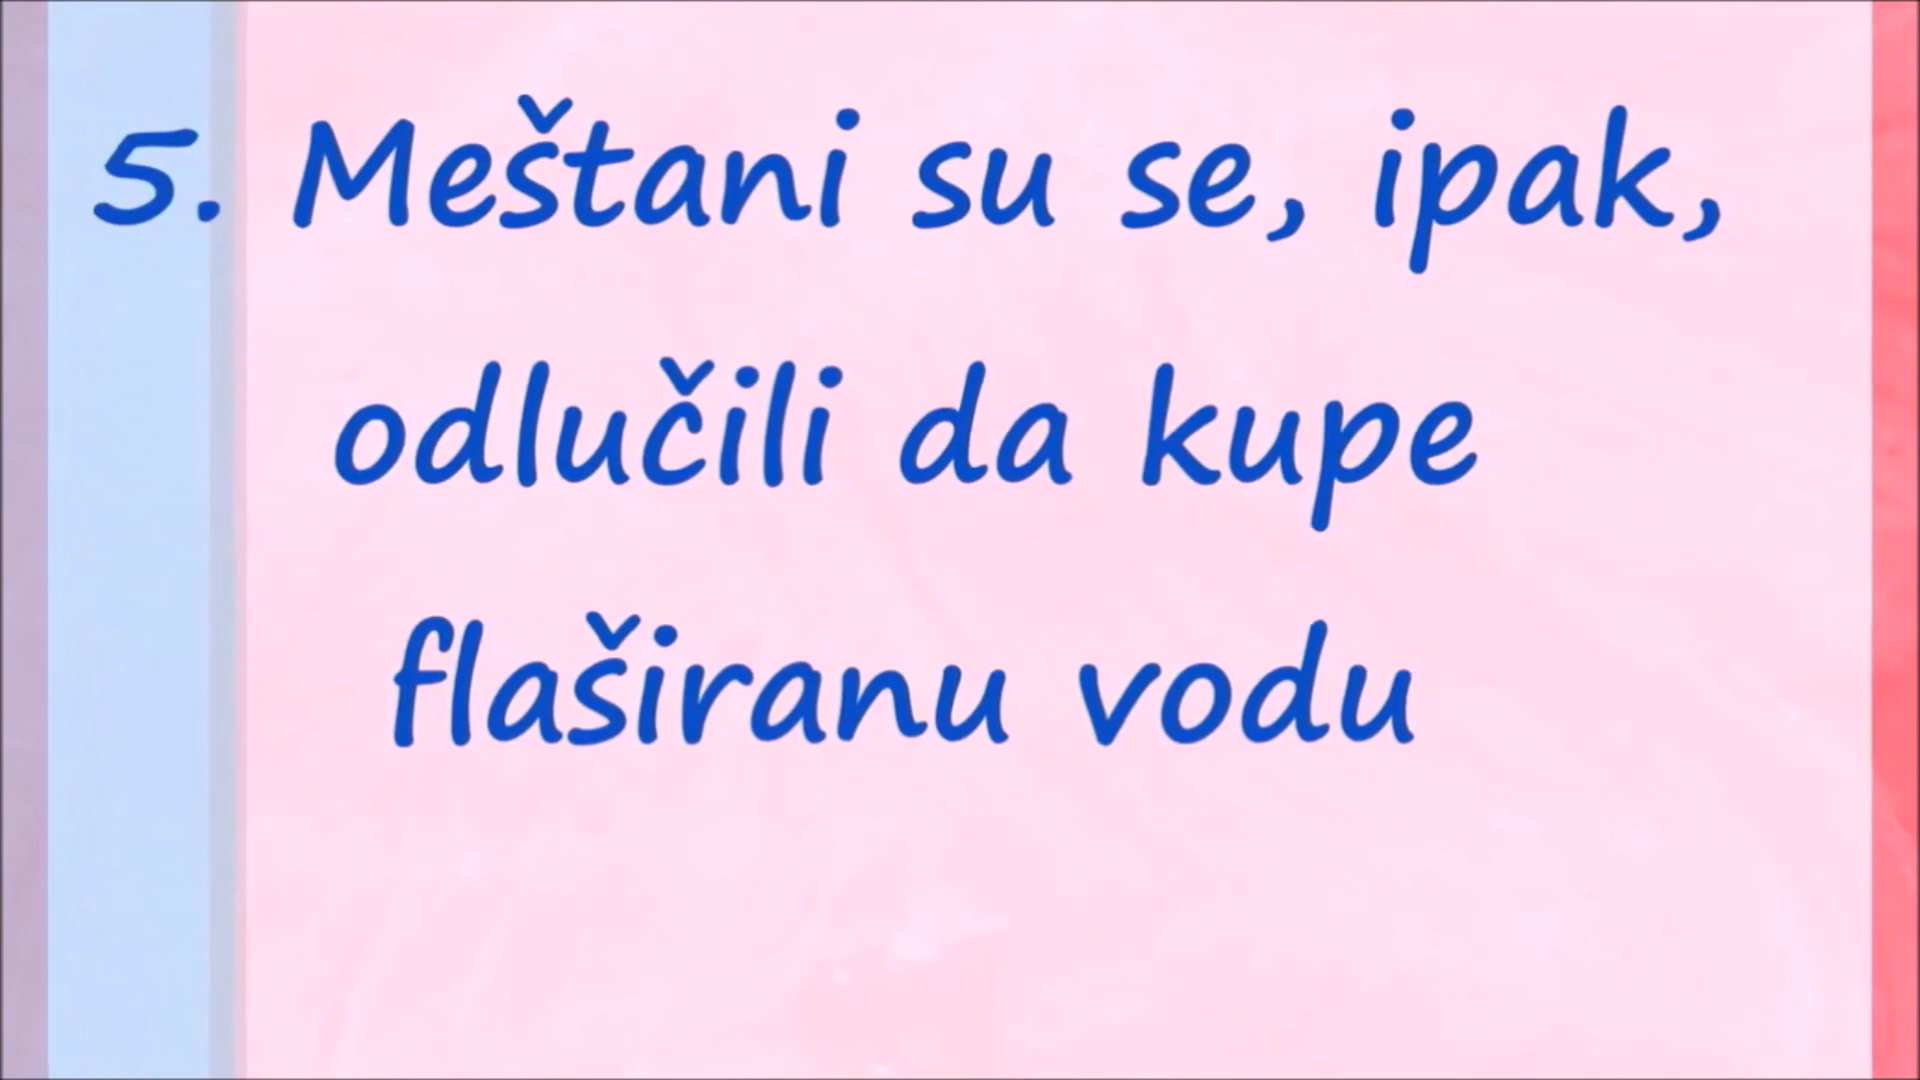 5. Meštani su se, ipak,
odlučili da kupe
flaširanu vodu